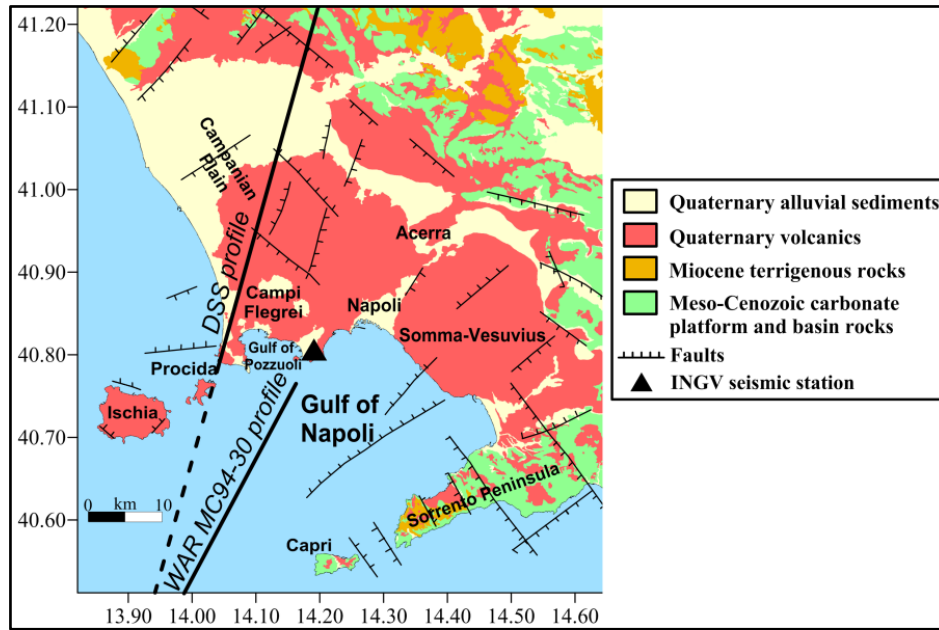 41.20
41.10
41.00
40.90
40.80
40.70
40.60
13.90 14.00 14.10 14.20 14.30 14.40 14.50 14.60
Campanian
Plain
DSS profile
Acerra
Campi
Flegrei
Napoli
Somma-Vesuvius
Gulf of
Pozzuoli
Procida
Ischia
Gulf of
Napoli
WAR MC94-30 profile
Sorrento Peninsula
Capri
0 km 10
Quaternary alluvial sediments
Quaternary volcanics
Miocene terrigenous rocks
Meso-Cenozoic carbonate
platform and basin rocks
Faults
INGV seismic station